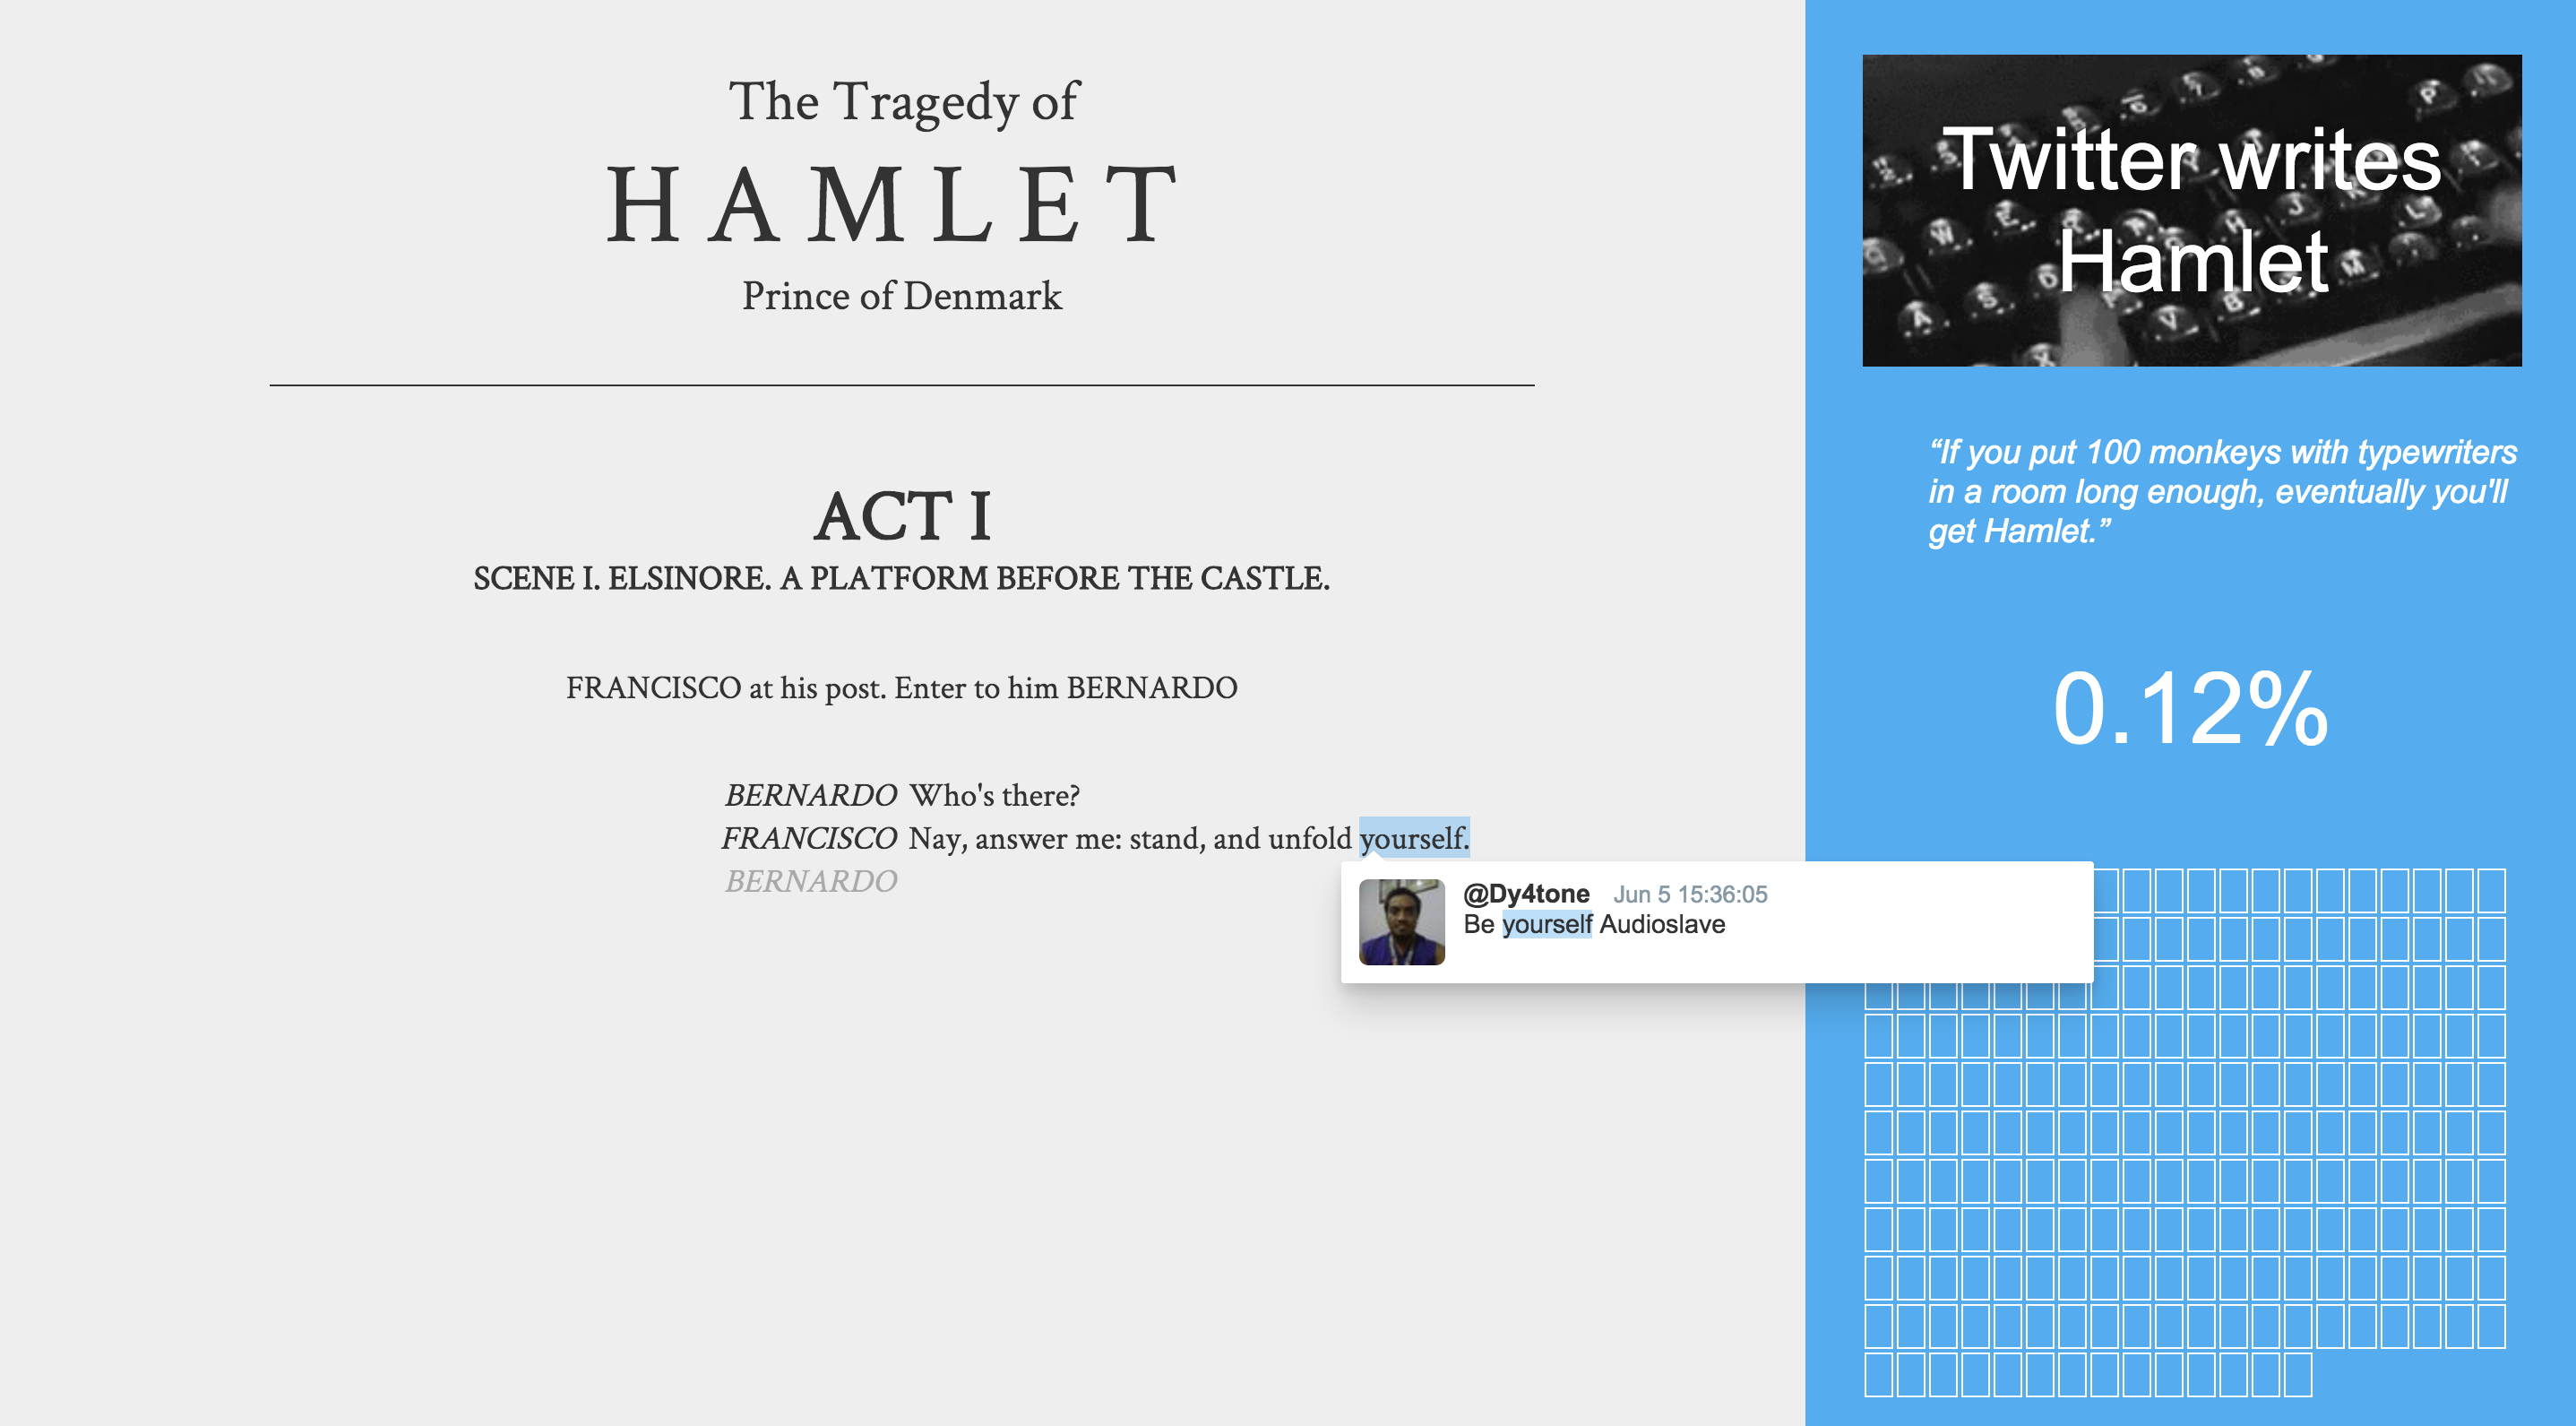 The Tragedy of
HAMLET
Prince of Denmark
ACT I
SCENE I. ELSINORE. A PLATFORM BEFORE THE CASTLE.
FRANCISCO at his post. Enter to him BERNARDO
BERNARDO Who's there?
FRANCISCO Nay, answer me: stand, and unfold yourself.
BERNARDO
@Dy4tone Jun 5 15:36:05
Be yourself Audioslave
Twitter writes
Hamlet
“If you put 100 monkeys with typewriters
in a room long enough, eventually you'll
get Hamlet.”
0.12%